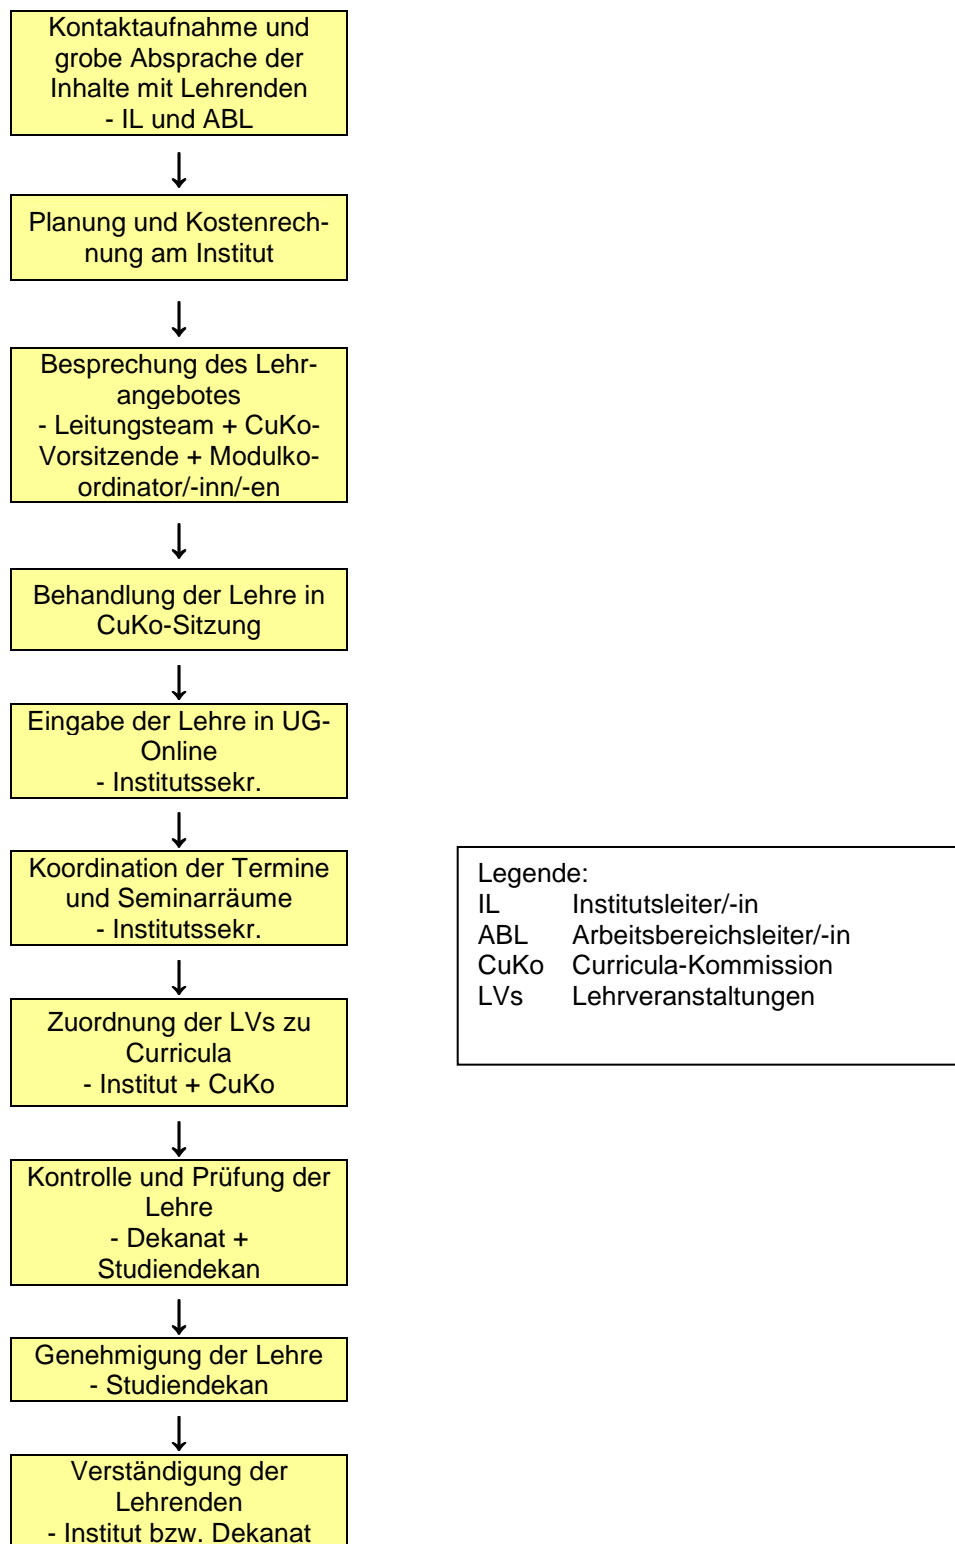 Kontaktaufnahme und
grobe Absprache der
Inhalte mit Lehrenden
- IL und ABL
Planung und Kostenrech-
nung am Institut
Besprechung des Lehr-
angebotes
- Leitungsteam + CuKo-
Vorsitzende + Modulko-
ordinator/-inn/-en
Behandlung der Lehre in
CuKo-Sitzung
Eingabe der Lehre in UG-
Online
- Institutssekr.
Koordination der Termine
und Seminarräume
- Institutssekr.
Zuordnung der LVs zu
Curricula
- Institut + CuKo
Kontrolle und Prüfung der
Lehre
- Dekanat +
Studiendekan
Genehmigung der Lehre
- Studiendekan
Verständigung der
Lehrenden
- Institut bzw. Dekanat
Legende:
IL Institutsleiter/-in
ABL Arbeitsbereichsleiter/-in
CuKo Curricula-Kommission
LVs Lehrveranstaltungen